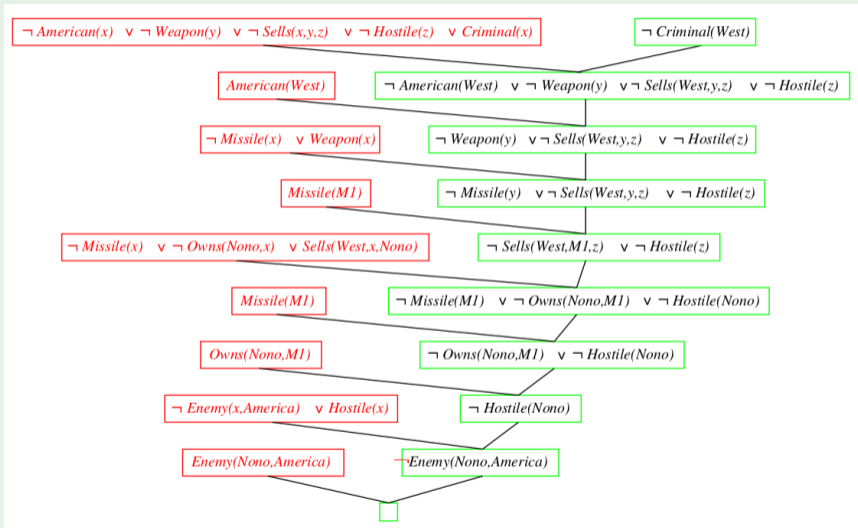 ¬ American(x) ∨ ¬ Weapon(y) ∨ ¬ Sells(x,y,z) ∨ ¬ Hostile(z) ∨ Criminal(x) ¬ Criminal(West)
American(West) ¬ American(West) ∨ ¬ Weapon(y) ∨ ¬ Sells(West,y,z) ∨ ¬ Hostile(z)
¬ Missile(x) ∨ Weapon(x) ¬ Weapon(y) ∨ ¬ Sells(West,y,z) ∨ ¬ Hostile(z)
Missile(M1) ¬ Missile(y) ∨ ¬ Sells(West,y,z) ∨ ¬ Hostile(z)
¬ Missile(x) ∨ ¬ Owns(Nono,x) ∨ Sells(West,x,Nono) ¬ Sells(West,M1,z) ∨ ¬ Hostile(z)
Missile(M1) ¬ Missile(M1) ∨ ¬ Owns(Nono,M1) ∨ ¬ Hostile(Nono)
Owns(Nono,M1) ¬ Owns(Nono,M1) ∨ ¬ Hostile(Nono)
¬ Enemy(x,America) ∨ Hostile(x) ¬ Hostile(Nono)
Enemy(Nono,America) ¬Enemy(Nono,America)